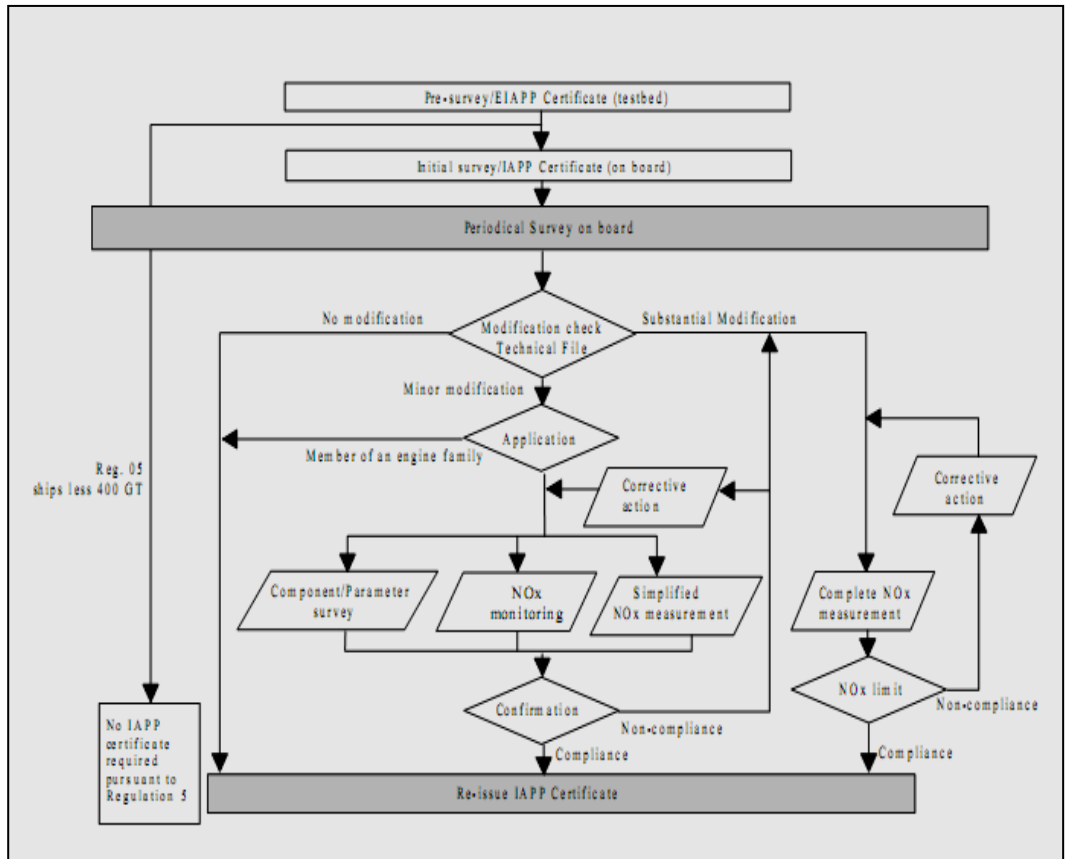 Pre-survey/EIAPP Certificate (testbed)
Initial survey/IAPP Certificate (on board)
Periodical Survey on board
No modification
Modification check
Technical File
Substantial Modification
Minor modification
Application
Member of an engine family
Reg. 05
ships less 400 GT
Corrective
action
Corrective
action
Component/Parameter
survey
NOx
monitoring
Simplified
NOx measurement
Complete NOx
measurement
NOx limit
Non-compliance
Confirmation
Non-compliance
Compliance
Compliance
No IAPP
certificate
required
pursuant to
Regulation 5
Re-issue IAPP Certificate